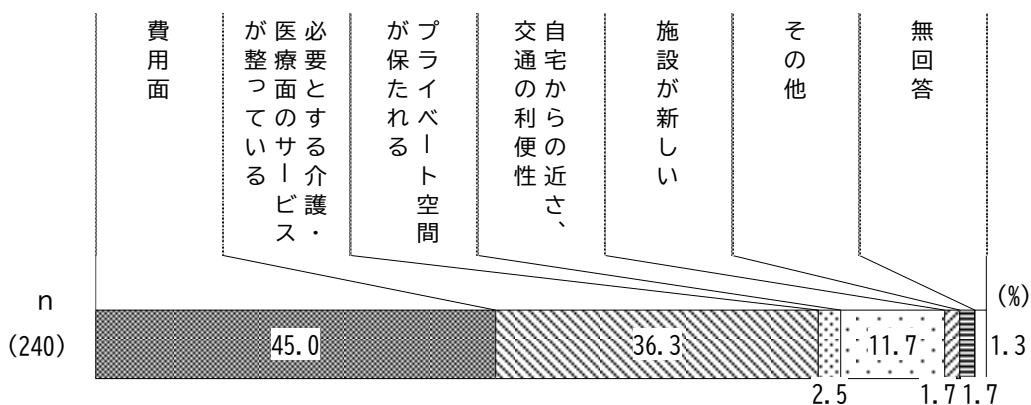 費用面
必要とする介護・
医療面のサービス
が整っている
プライベート空間
が保たれる
自宅からの近さ、
交通の利便性
施設が新しい
その他
無回答
n
(%)
(240)
45.0
36.3
11.7
1.3
2.5
1.7
1.7